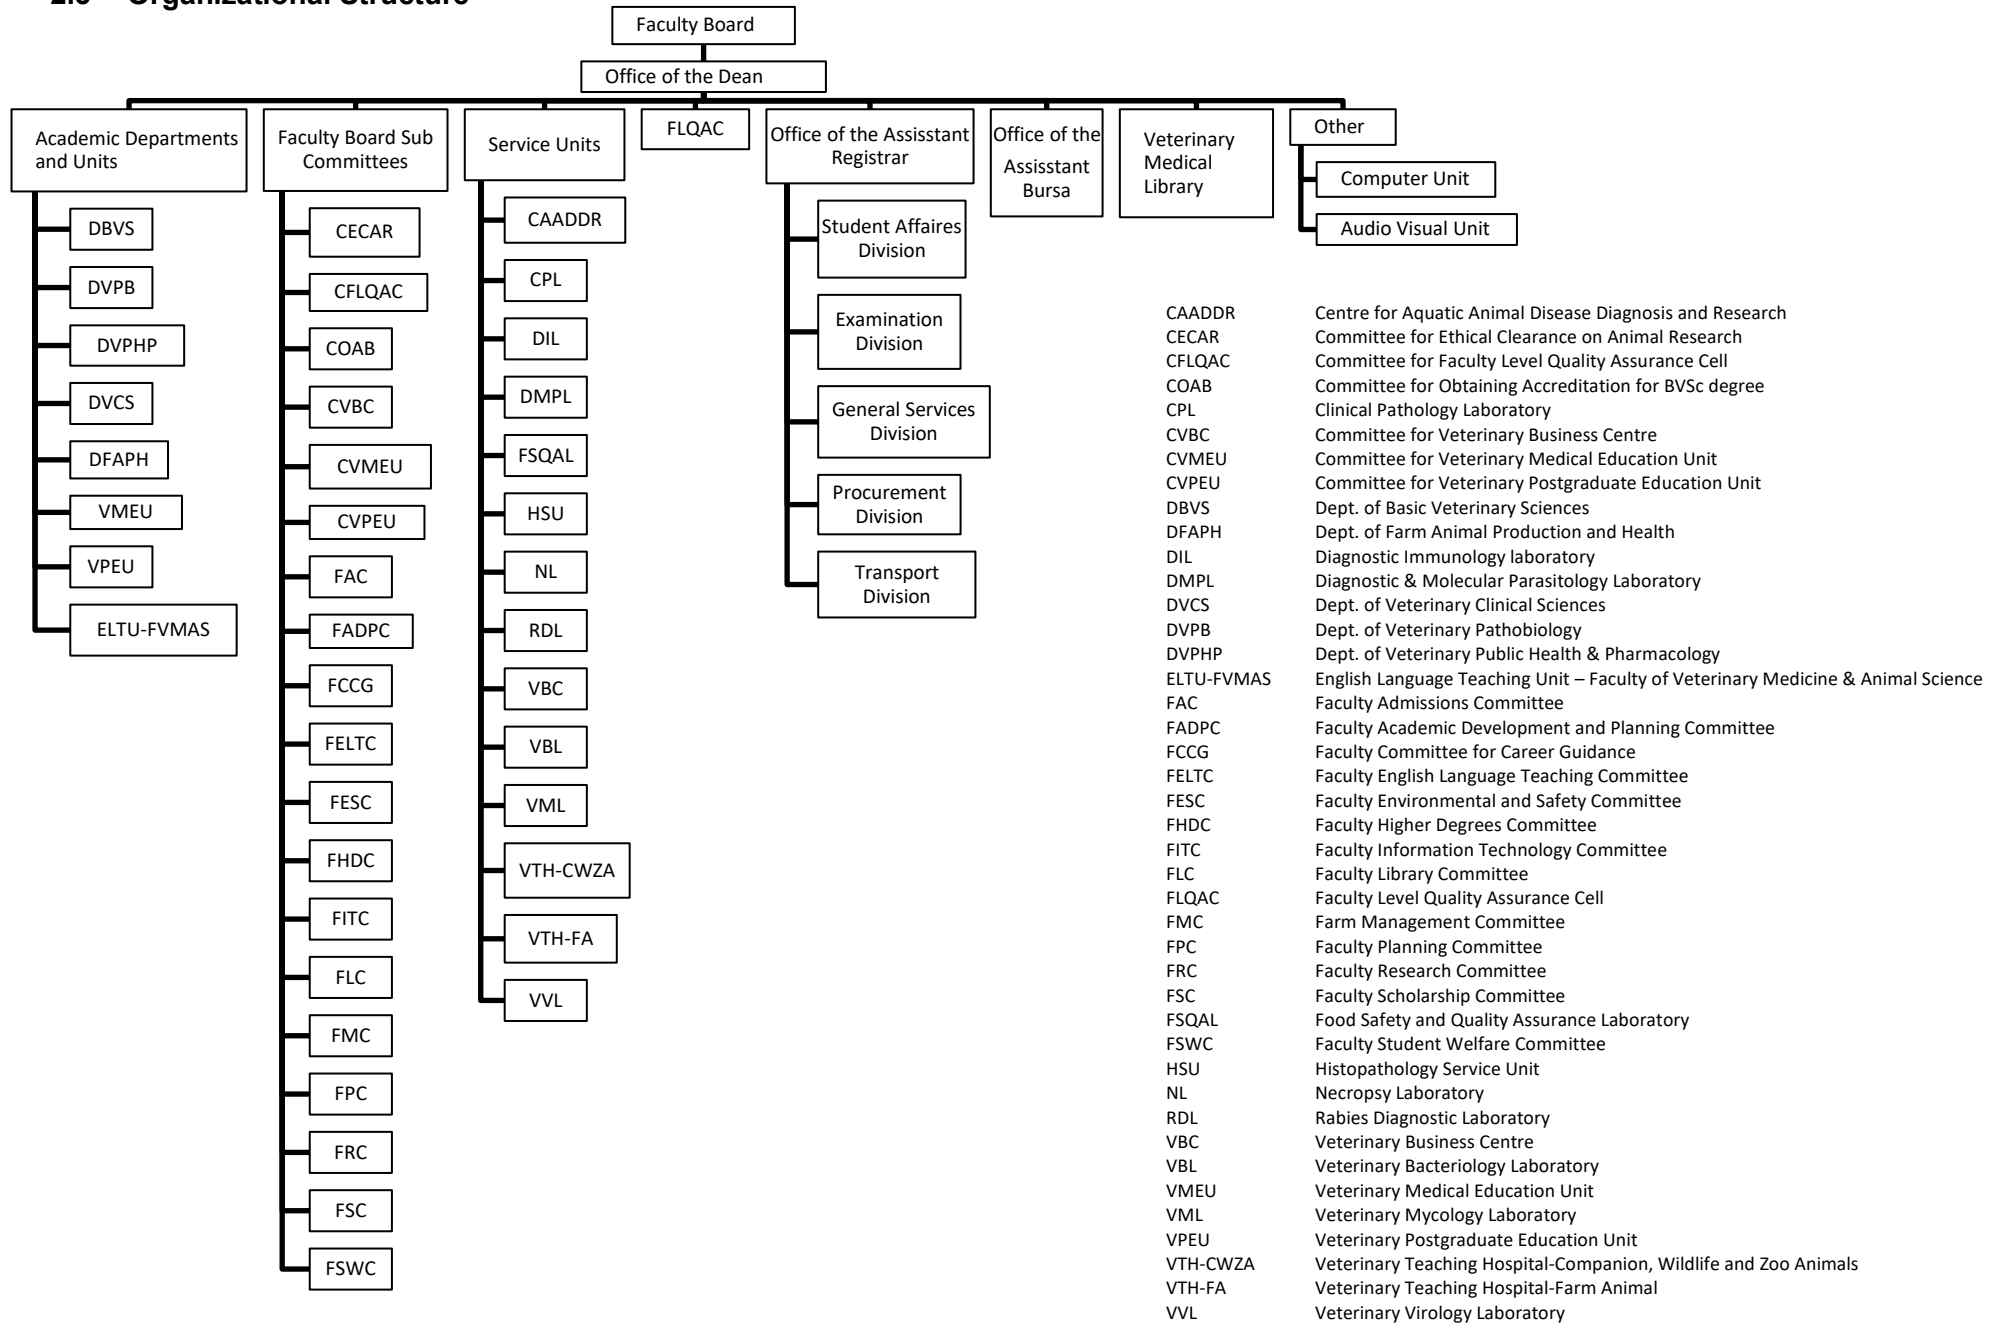 2.3 Organizational Structure
Faculty Board
Office of the Dean
Academic Departments
and Units
DBVS
DVPB
DVPHP
DVCS
DFAPH
VMEU
VPEU
ELTU-FVMAS
Faculty Board Sub
Committees
CECAR
CFLQAC
COAB
CVBC
CVMEU
CVPEU
FAC
FADPC
FCCG
FELTC
FESC
FHDC
FITC
FLC
FMC
FPC
FRC
FSC
FSWC
Service Units
CAADDR
CPL
DIL
DMPL
FSQAL
HSU
NL
RDL
VBC
VBL
VML
VTH-CWZA
VTH-FA
VVL
FLQAC
Office of the Assisstant
Registrar
Student Affaires
Division
Examination
Division
General Services
Division
Procurement
Division
Transport
Division
Office of the
Assisstant
Bursa
Veterinary
Medical
Library
Other
Computer Unit
Audio Visual Unit
CAADDR Centre for Aquatic Animal Disease Diagnosis and Research
CECAR Committee for Ethical Clearance on Animal Research
CFLQAC Committee for Faculty Level Quality Assurance Cell
COAB Committee for Obtaining Accreditation for BVSc degree
CPL Clinical Pathology Laboratory
CVBC Committee for Veterinary Business Centre
CVMEU Committee for Veterinary Medical Education Unit
CVPEU Committee for Veterinary Postgraduate Education Unit
DBVS Dept. of Basic Veterinary Sciences
DFAPH Dept. of Farm Animal Production and Health
DIL Diagnostic Immunology laboratory
DMPL Diagnostic & Molecular Parasitology Laboratory
DVCS Dept. of Veterinary Clinical Sciences
DVPB Dept. of Veterinary Pathobiology
DVPHP Dept. of Veterinary Public Health & Pharmacology
ELTU-FVMAS English Language Teaching Unit – Faculty of Veterinary Medicine & Animal Science
FAC Faculty Admissions Committee
FADPC Faculty Academic Development and Planning Committee
FCCG Faculty Committee for Career Guidance
FELTC Faculty English Language Teaching Committee
FESC Faculty Environmental and Safety Committee
FHDC Faculty Higher Degrees Committee
FITC Faculty Information Technology Committee
FLC Faculty Library Committee
FLQAC Faculty Level Quality Assurance Cell
FMC Farm Management Committee
FPC Faculty Planning Committee
FRC Faculty Research Committee
FSC Faculty Scholarship Committee
FSQAL Food Safety and Quality Assurance Laboratory
FSWC Faculty Student Welfare Committee
HSU Histopathology Service Unit
NL Necropsy Laboratory
RDL Rabies Diagnostic Laboratory
VBC Veterinary Business Centre
VBL Veterinary Bacteriology Laboratory
VMEU Veterinary Medical Education Unit
VML Veterinary Mycology Laboratory
VPEU Veterinary Postgraduate Education Unit
VTH-CWZA Veterinary Teaching Hospital-Companion, Wildlife and Zoo Animals
VTH-FA Veterinary Teaching Hospital-Farm Animal
VVL Veterinary Virology Laboratory